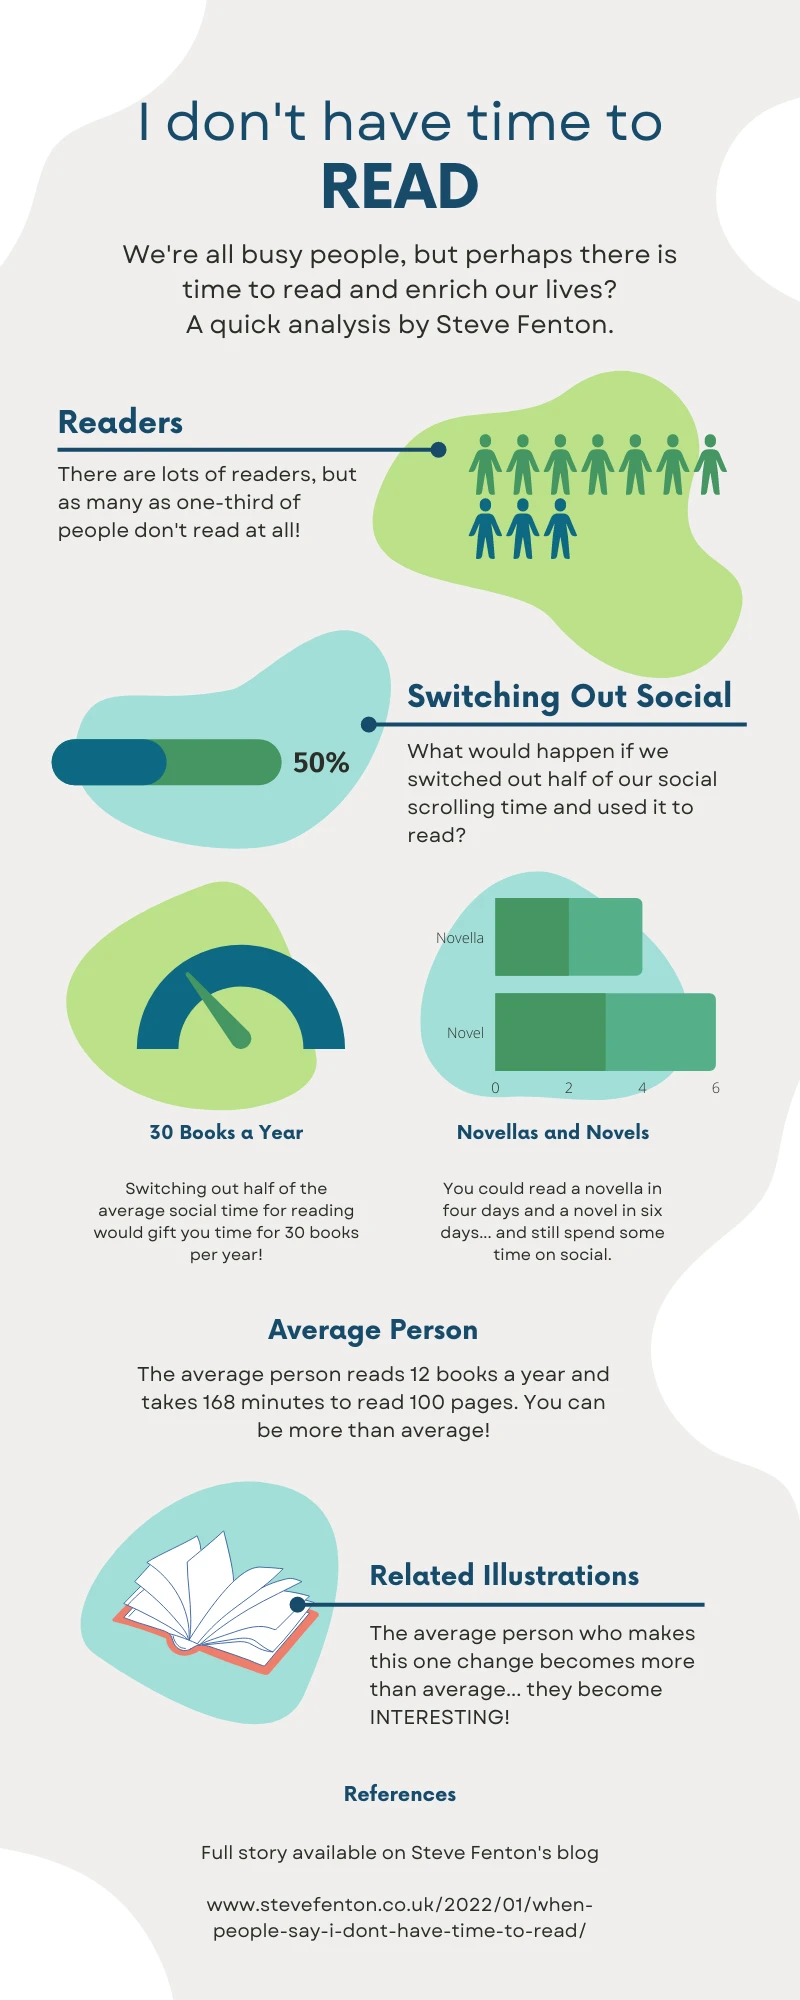 I don't have time to
READ
We're all busy people, but perhaps there is
time to read and enrich our lives?
A quick analysis by Steve Fenton.
Readers
There are lots of readers, but
as many as one-third of
people don't read at all!
Switching Out Social
50%
What would happen if we
switched out half of our social
scrolling time and used it to
read?
Novella
Novel
0 2 4 6
30 Books a Year
Switching out half of the
average social time for reading
would gift you time for 30 books
per year!
Novellas and Novels
You could read a novella in
four days and a novel in six
days... and still spend some
time on social.
Average Person
The average person reads 12 books a year and
takes 168 minutes to read 100 pages. You can
be more than average!
Related Illustrations
The average person who makes
this one change becomes more
than average... they become
INTERESTING!
References
Full story available on Steve Fenton's blog
www.stevefenton.co.uk/2022/01/when-
people-say-i-dont-have-time-to-read/